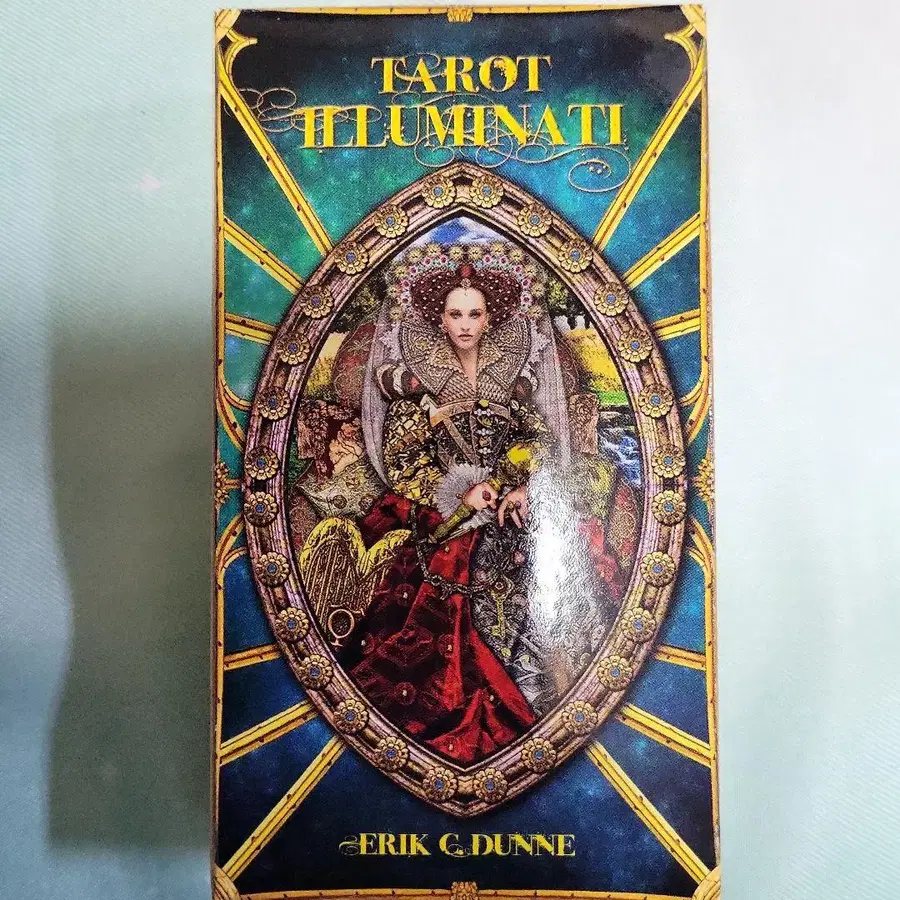 TAROT
ILLUMINATI
ERIK C. DUNNE